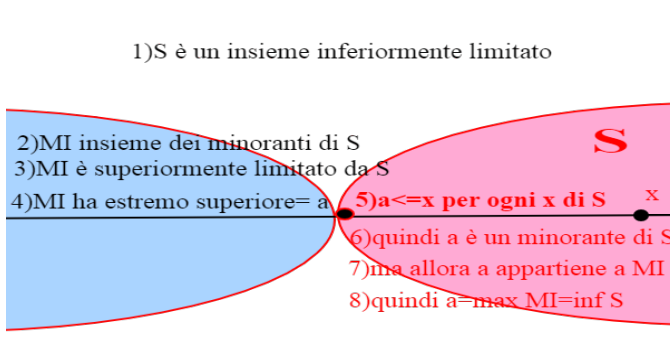 1)S è un insieme inferiormente limitato
2)MI insieme dei minoranti di S
S
3)MI è superiormente limitato da S
4)MI ha estremo superiore= a
5)a<=x per ogni x di S
x
6)quindi a è un minorante di S
7)ma allora a appartiene a MI
8)quindi a=max MI=inf S